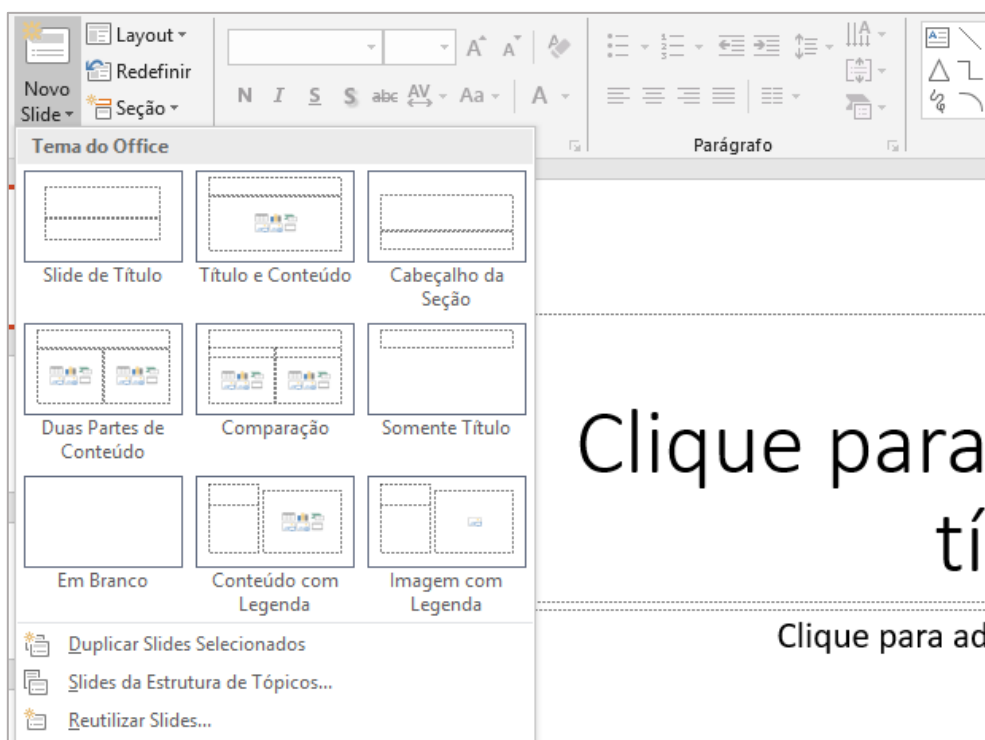 Novo
Slide
Layout
Redefinir
Seção
N I S S abc AV Aa A
A A
Parágrafo
Tema do Office
Slide de Título
Título e Conteúdo
Cabeçalho da
Seção
Duas Partes de
Conteúdo
Comparação
Somente Título
Em Branco
Conteúdo com
Legenda
Imagem com
Legenda
Duplicar Slides Selecionados
Slides da Estrutura de Tópicos...
Reutilizar Slides...
Clique para
tí
Clique para ad